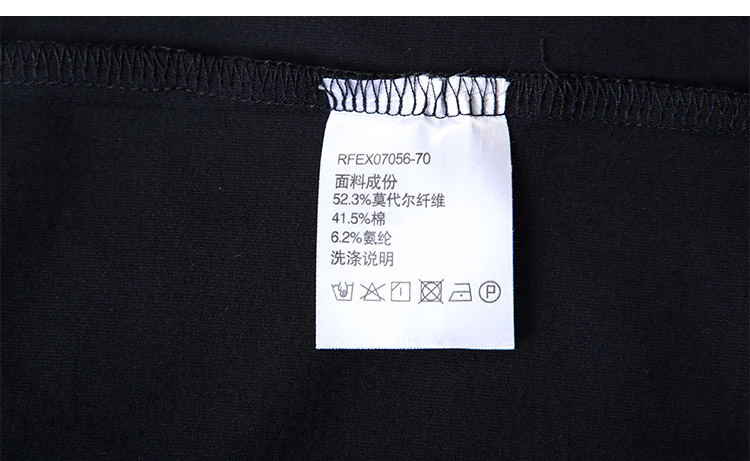 RFEX07056-70
面料成份
52.3%莫代尔纤维
41.5%棉
6.2%氨纶
洗涤说明
P